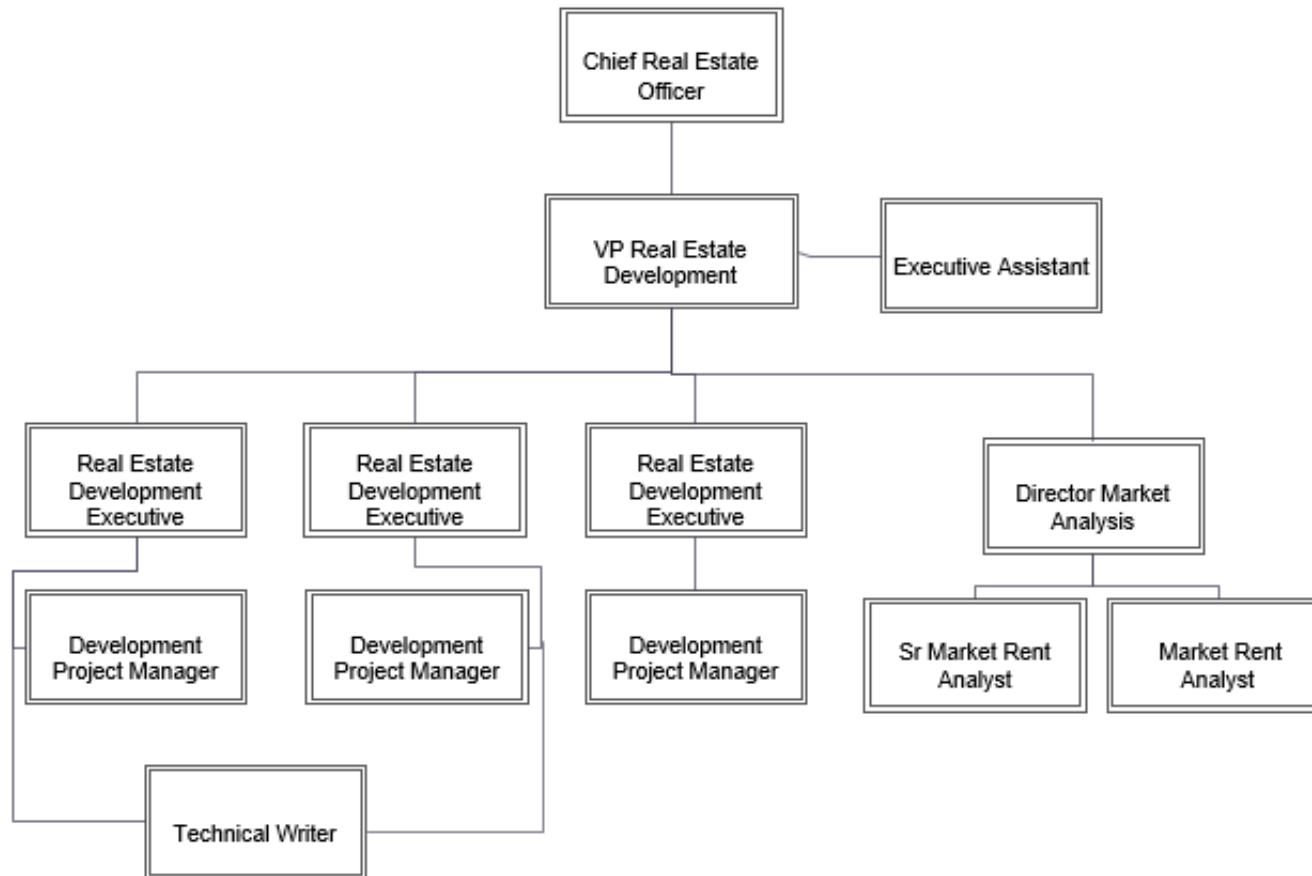 Chief Real Estate
Officer
VP Real Estate
Development
Executive Assistant
Real Estate
Development
Executive
Real Estate
Development
Executive
Real Estate
Development
Executive
Director Market
Analysis
Development
Project Manager
Development
Project Manager
Development
Project Manager
Sr Market Rent
Analyst
Market Rent
Analyst
Technical Writer